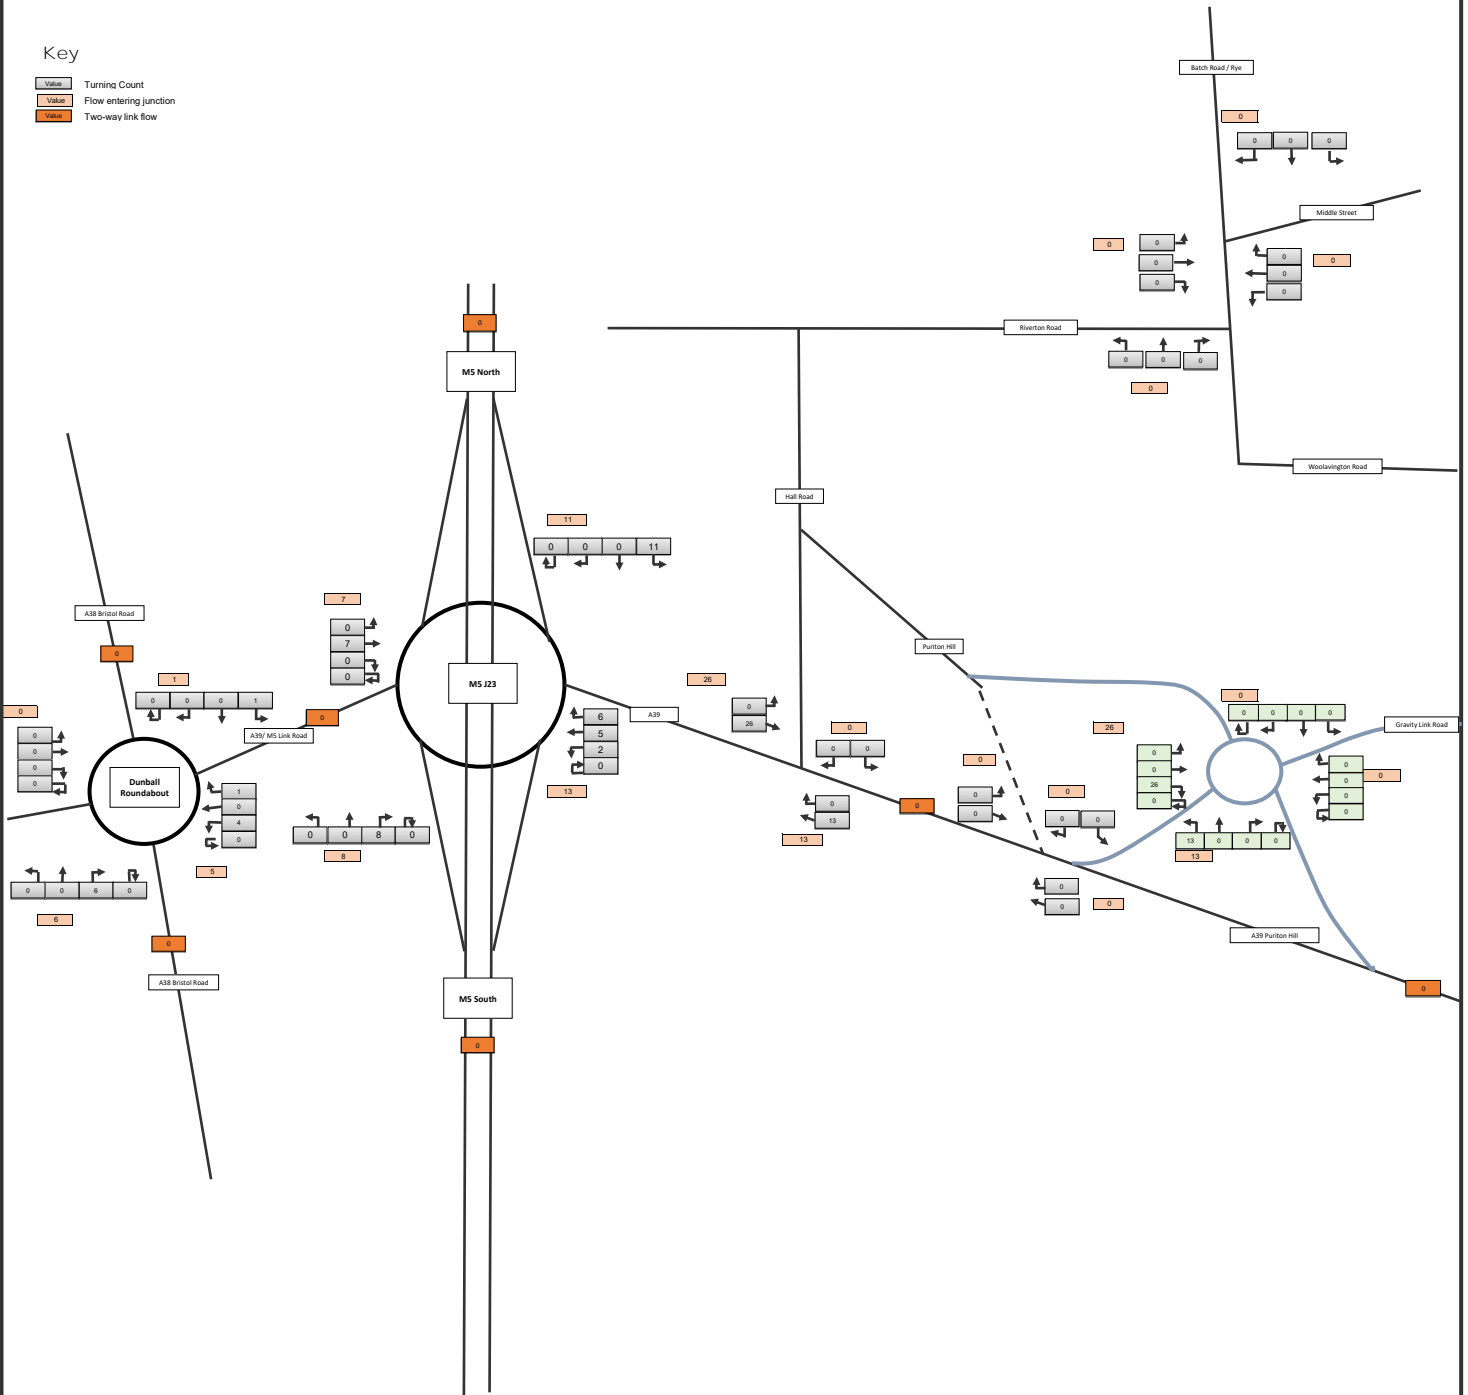 Key
Value Turning Count
Value Flow entering junction
Value Two-way link flow
Batch Road / Rye
0
0 0 0
Middle Street
0
0
0
0
0
0
0
0
Riverton Road
0 0 0
0
Woolavington Road
0
M5 North
Hall Road
11
0 0 0 11
7
0
7
0
0
A38 Bristol Road
0
1
0 0 0 1
0
0
0
0
0
0
A39/ M5 Link Road
Dunball
Roundabout
1
0
4
0
5
0 0 6 0
6
0
A38 Bristol Road
M5 J23
6
5
2
0
13
0 0 8 0
8
M5 South
0
26
A39
0
26
0
0 0
0
13
13
0
Puriton Hill
0
0
0
0
0 0
0
0
0
26
0
0
26
0
0
0 0 0 0
Gravity Link Road
0
0
0
0
0
13 0 0 0
13
A39 Puriton Hill
0